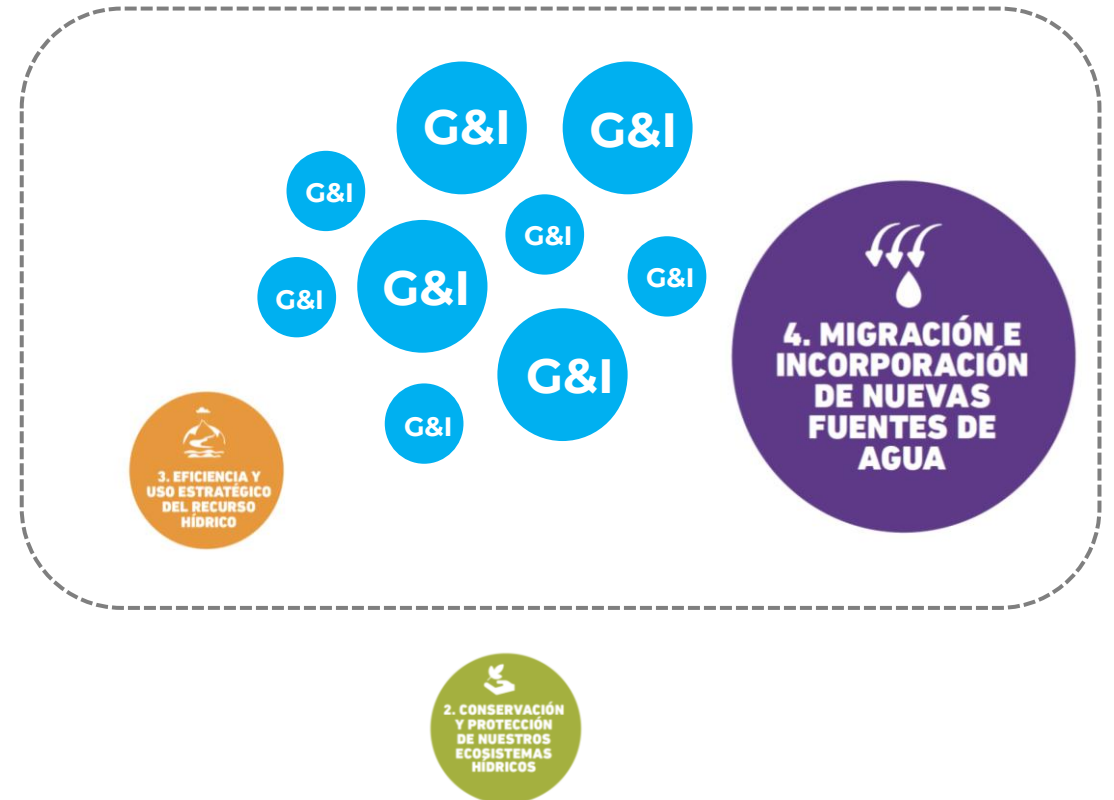 G&I
G&I
G&I
G&I
G&I
G&I
G&I
G&I
G&I
4. MIGRACIÓN E
INCORPORACIÓN
DE NUEVAS
FUENTES DE
AGUA
3. EFICIENCIA Y
USO ESTRATÉGICO
DEL RECURSO
HÍDRICO
2. CONSERVACIÓN
Y PROTECCIÓN
DE NUESTROS
ECOSISTEMAS
HÍDRICOS